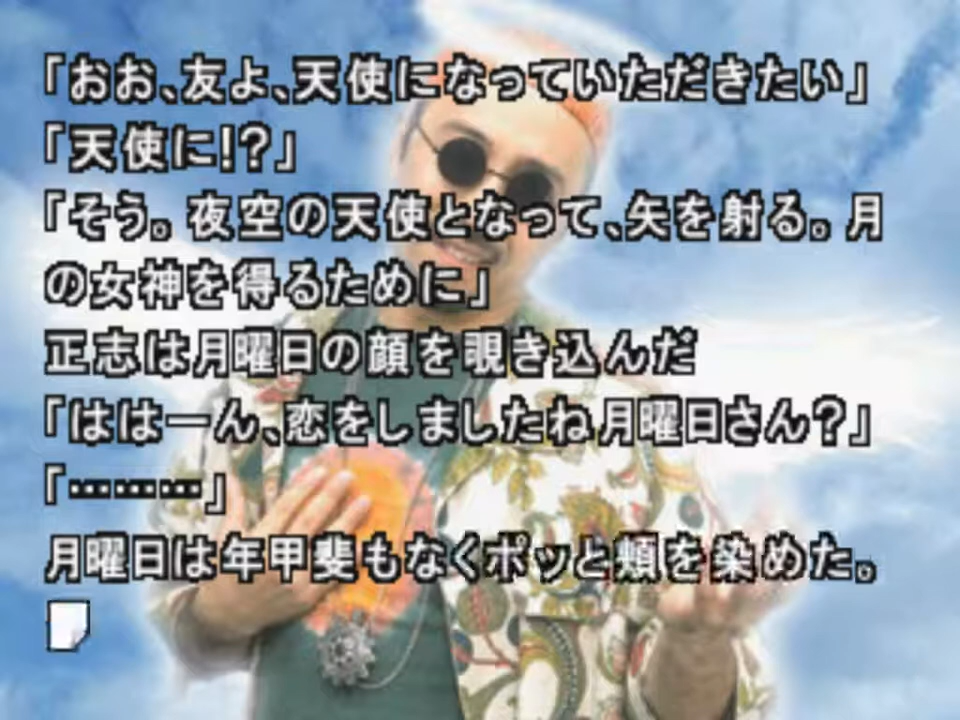 「おお、友よ、天使になっていただきたい」
「天使に!?」
「そう。夜空の天使となって、矢を射る。月
の女神を得るために」
正志は月曜日の顔を覗き込んだ
「ははーん、恋をしましたね月曜日さん?」
「………」
月曜日は年甲斐もなくポッと頬を染めた。